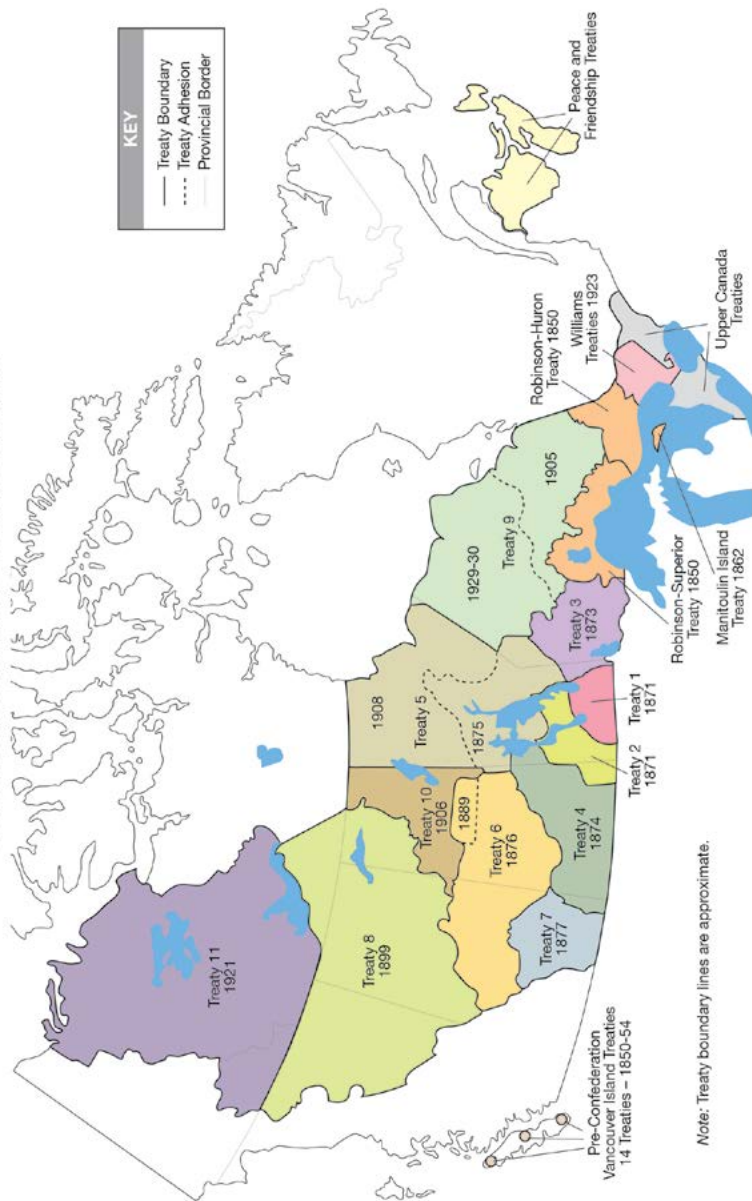 KEY
Treaty Boundary
Treaty Adhesion
Provincial Border
Peace and
Friendship Treaties
Upper Canada
Treaties
Williams
Treaties 1923
Robinson-Huron
Treaty 1850
Manitoulin Island
Treaty 1862
Robinson-Superior
Treaty 1850
1929-30
Treaty 9
1905
Treaty 3
1873
1908
Treaty 5
1875
Treaty 1
1871
Treaty 2
1871
Treaty 10
1906
1889
Treaty 6
1876
Treaty 4
1874
Treaty 7
1877
Treaty 8
1899
Treaty 11
1921
Pre-Confederation
Vancouver Island Treaties
14 Treaties – 1850-54
Note: Treaty boundary lines are approximate.